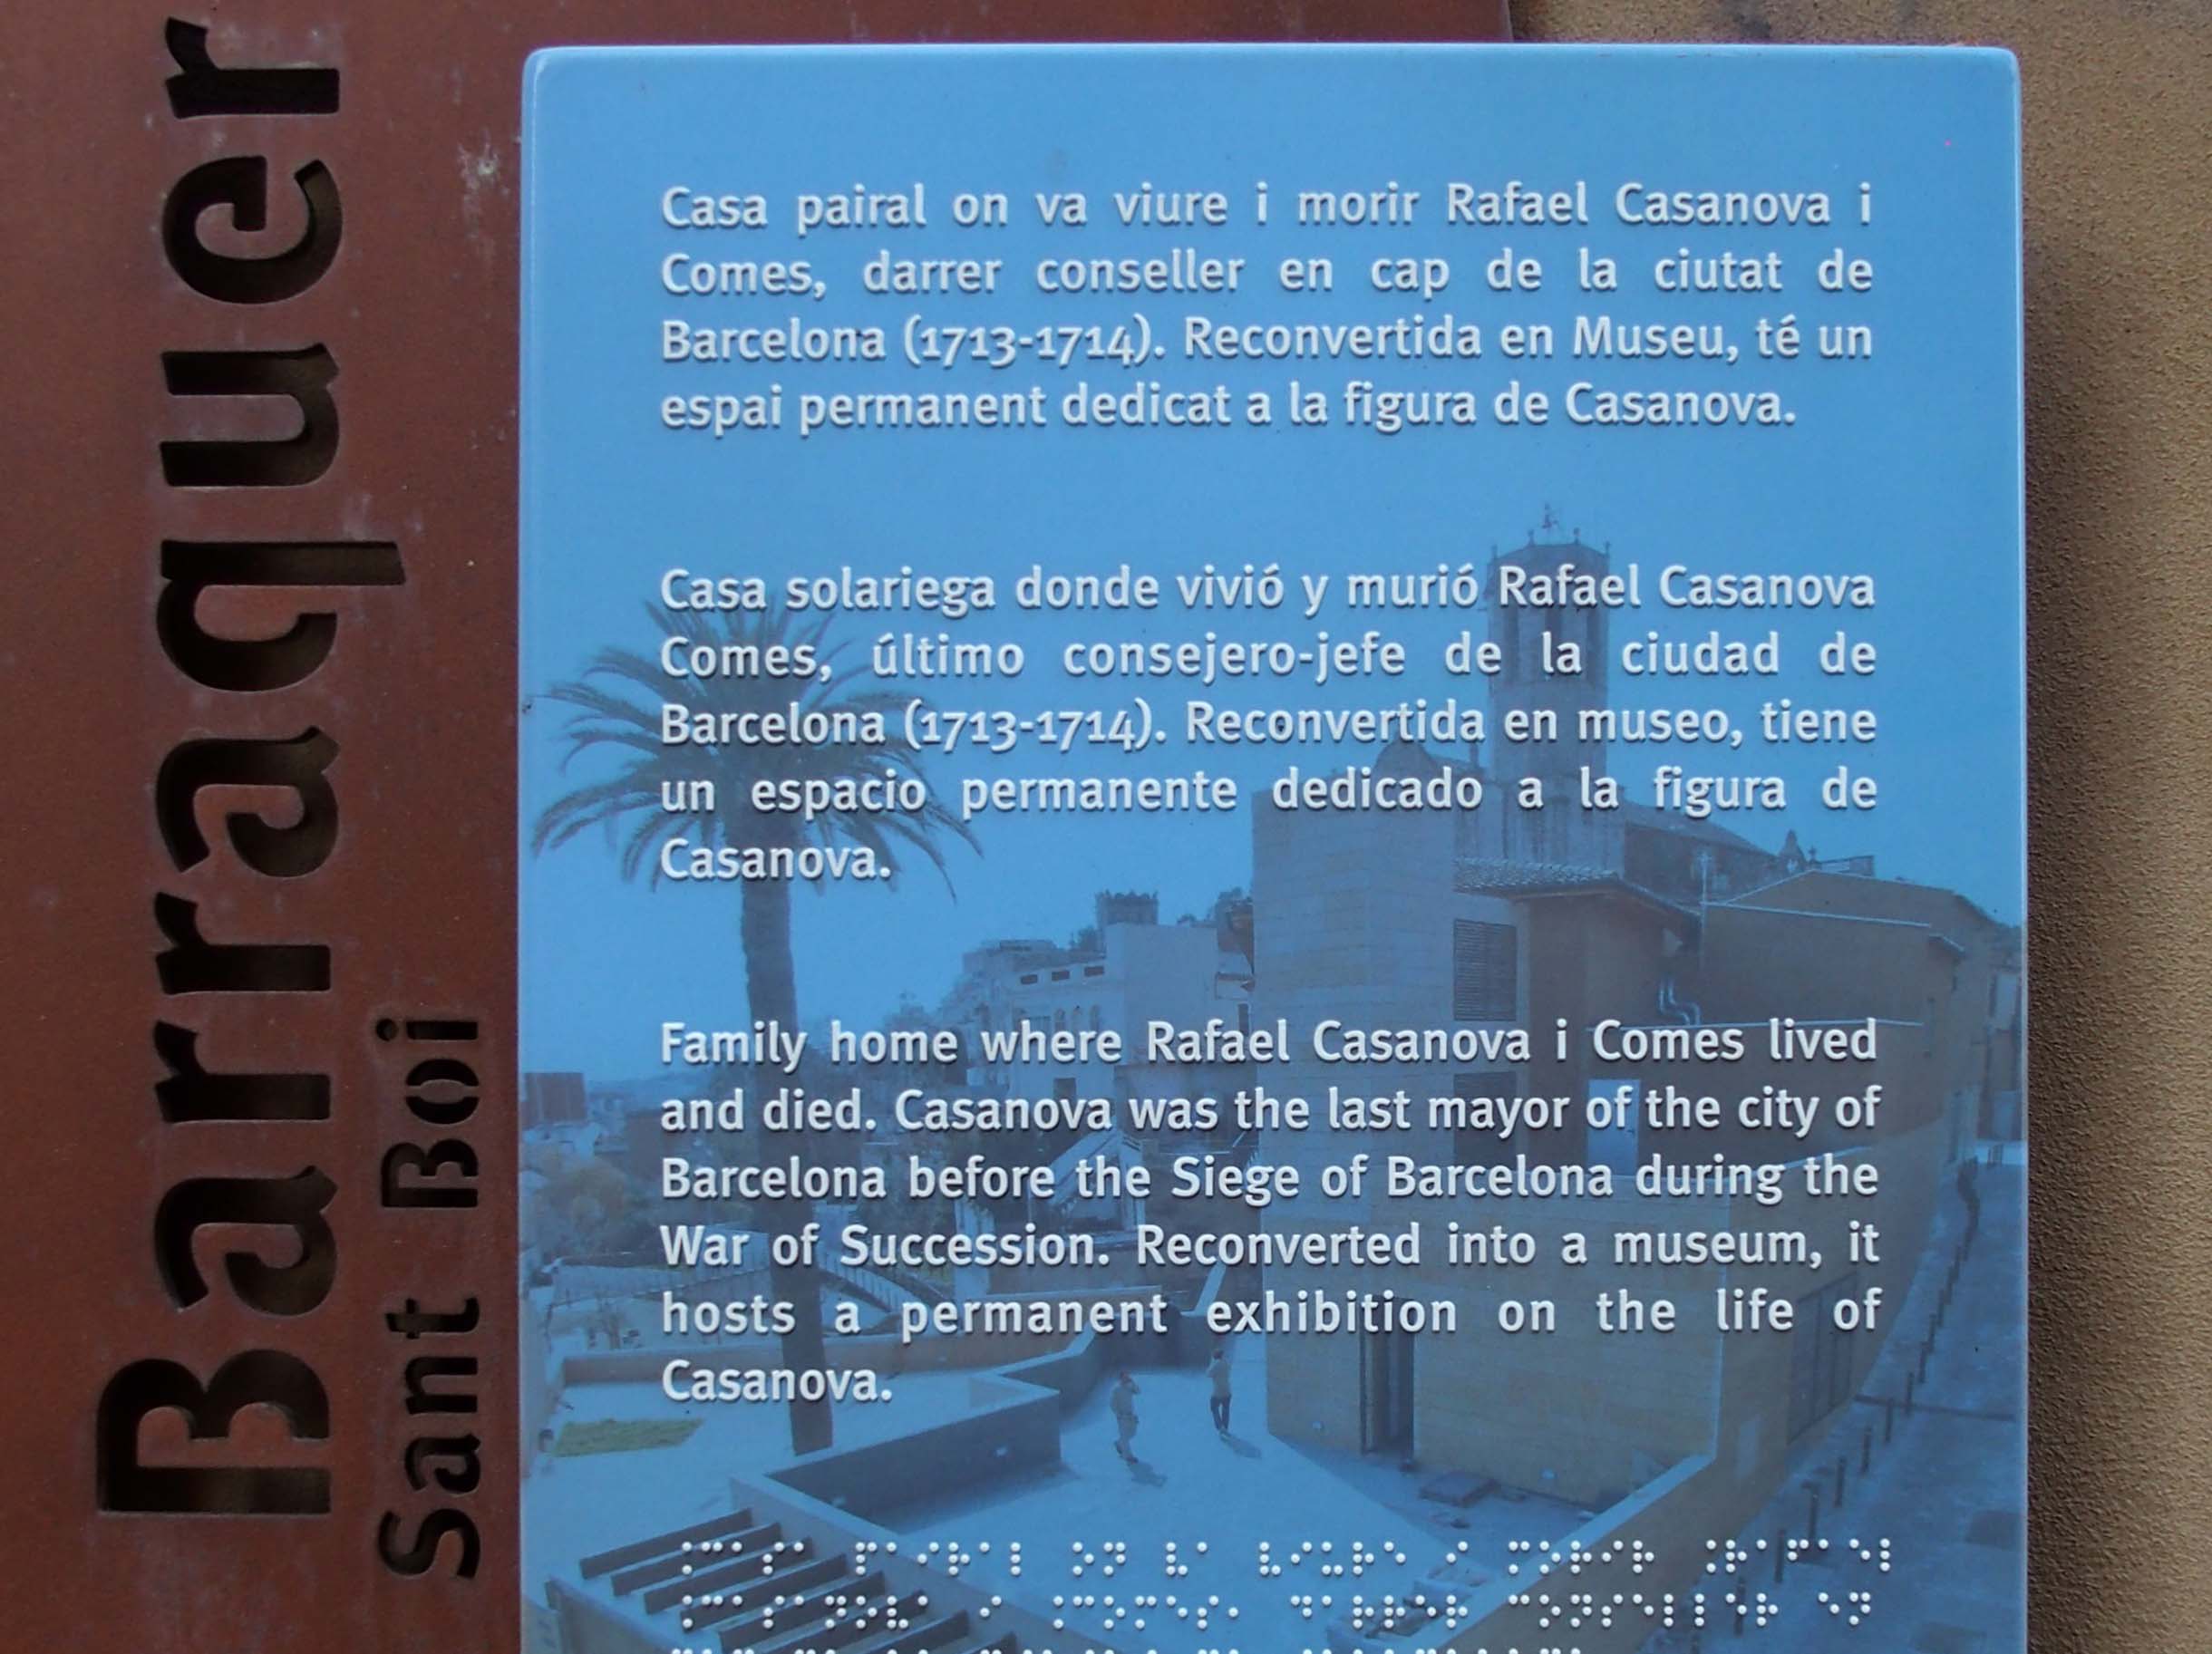 Barraquer
Sant Boi
Casa pairal on va viure i morir Rafael Casanova i
Comes, darrer conseller en cap de la ciutat de
Barcelona (1713-1714). Reconvertida en Museu, té un
espai permanent dedicat a la figura de Casanova.
Casa solariega donde vivió y murió Rafael Casanova
Comes, último consejero-jefe de la ciudad de
Barcelona (1713-1714). Reconvertida en museo, tiene
un espacio permanente dedicado a la figura de
Casanova.
Family home where Rafael Casanova i Comes lived
and died. Casanova was the last mayor of the city of
Barcelona before the Siege of Barcelona during the
War of Succession. Reconverted into a museum, it
hosts a permanent exhibition on the life of
Casanova.